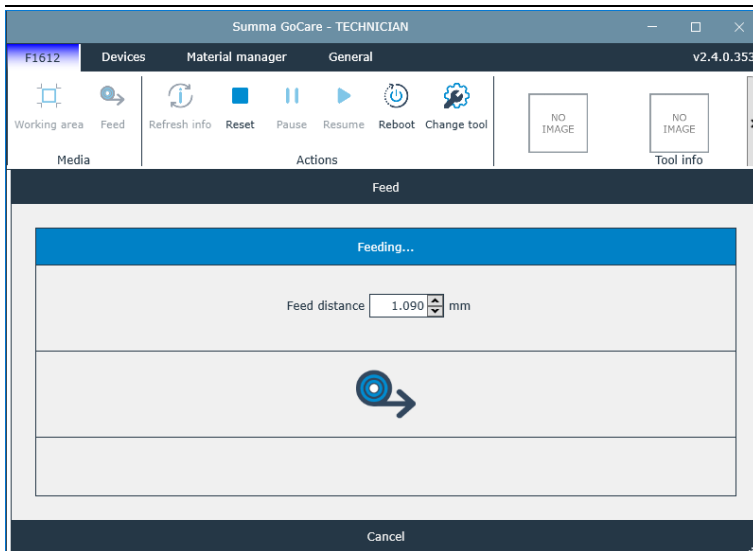 Summa GoCare - TECHNICIAN
F1612 Devices Material manager General v2.4.0.353
Working area Feed Refresh info Reset Pause Resume Reboot Change tool NO IMAGE NO IMAGE
Media Actions Tool info
Feed
Feeding...
Feed distance 1.090 mm
Cancel